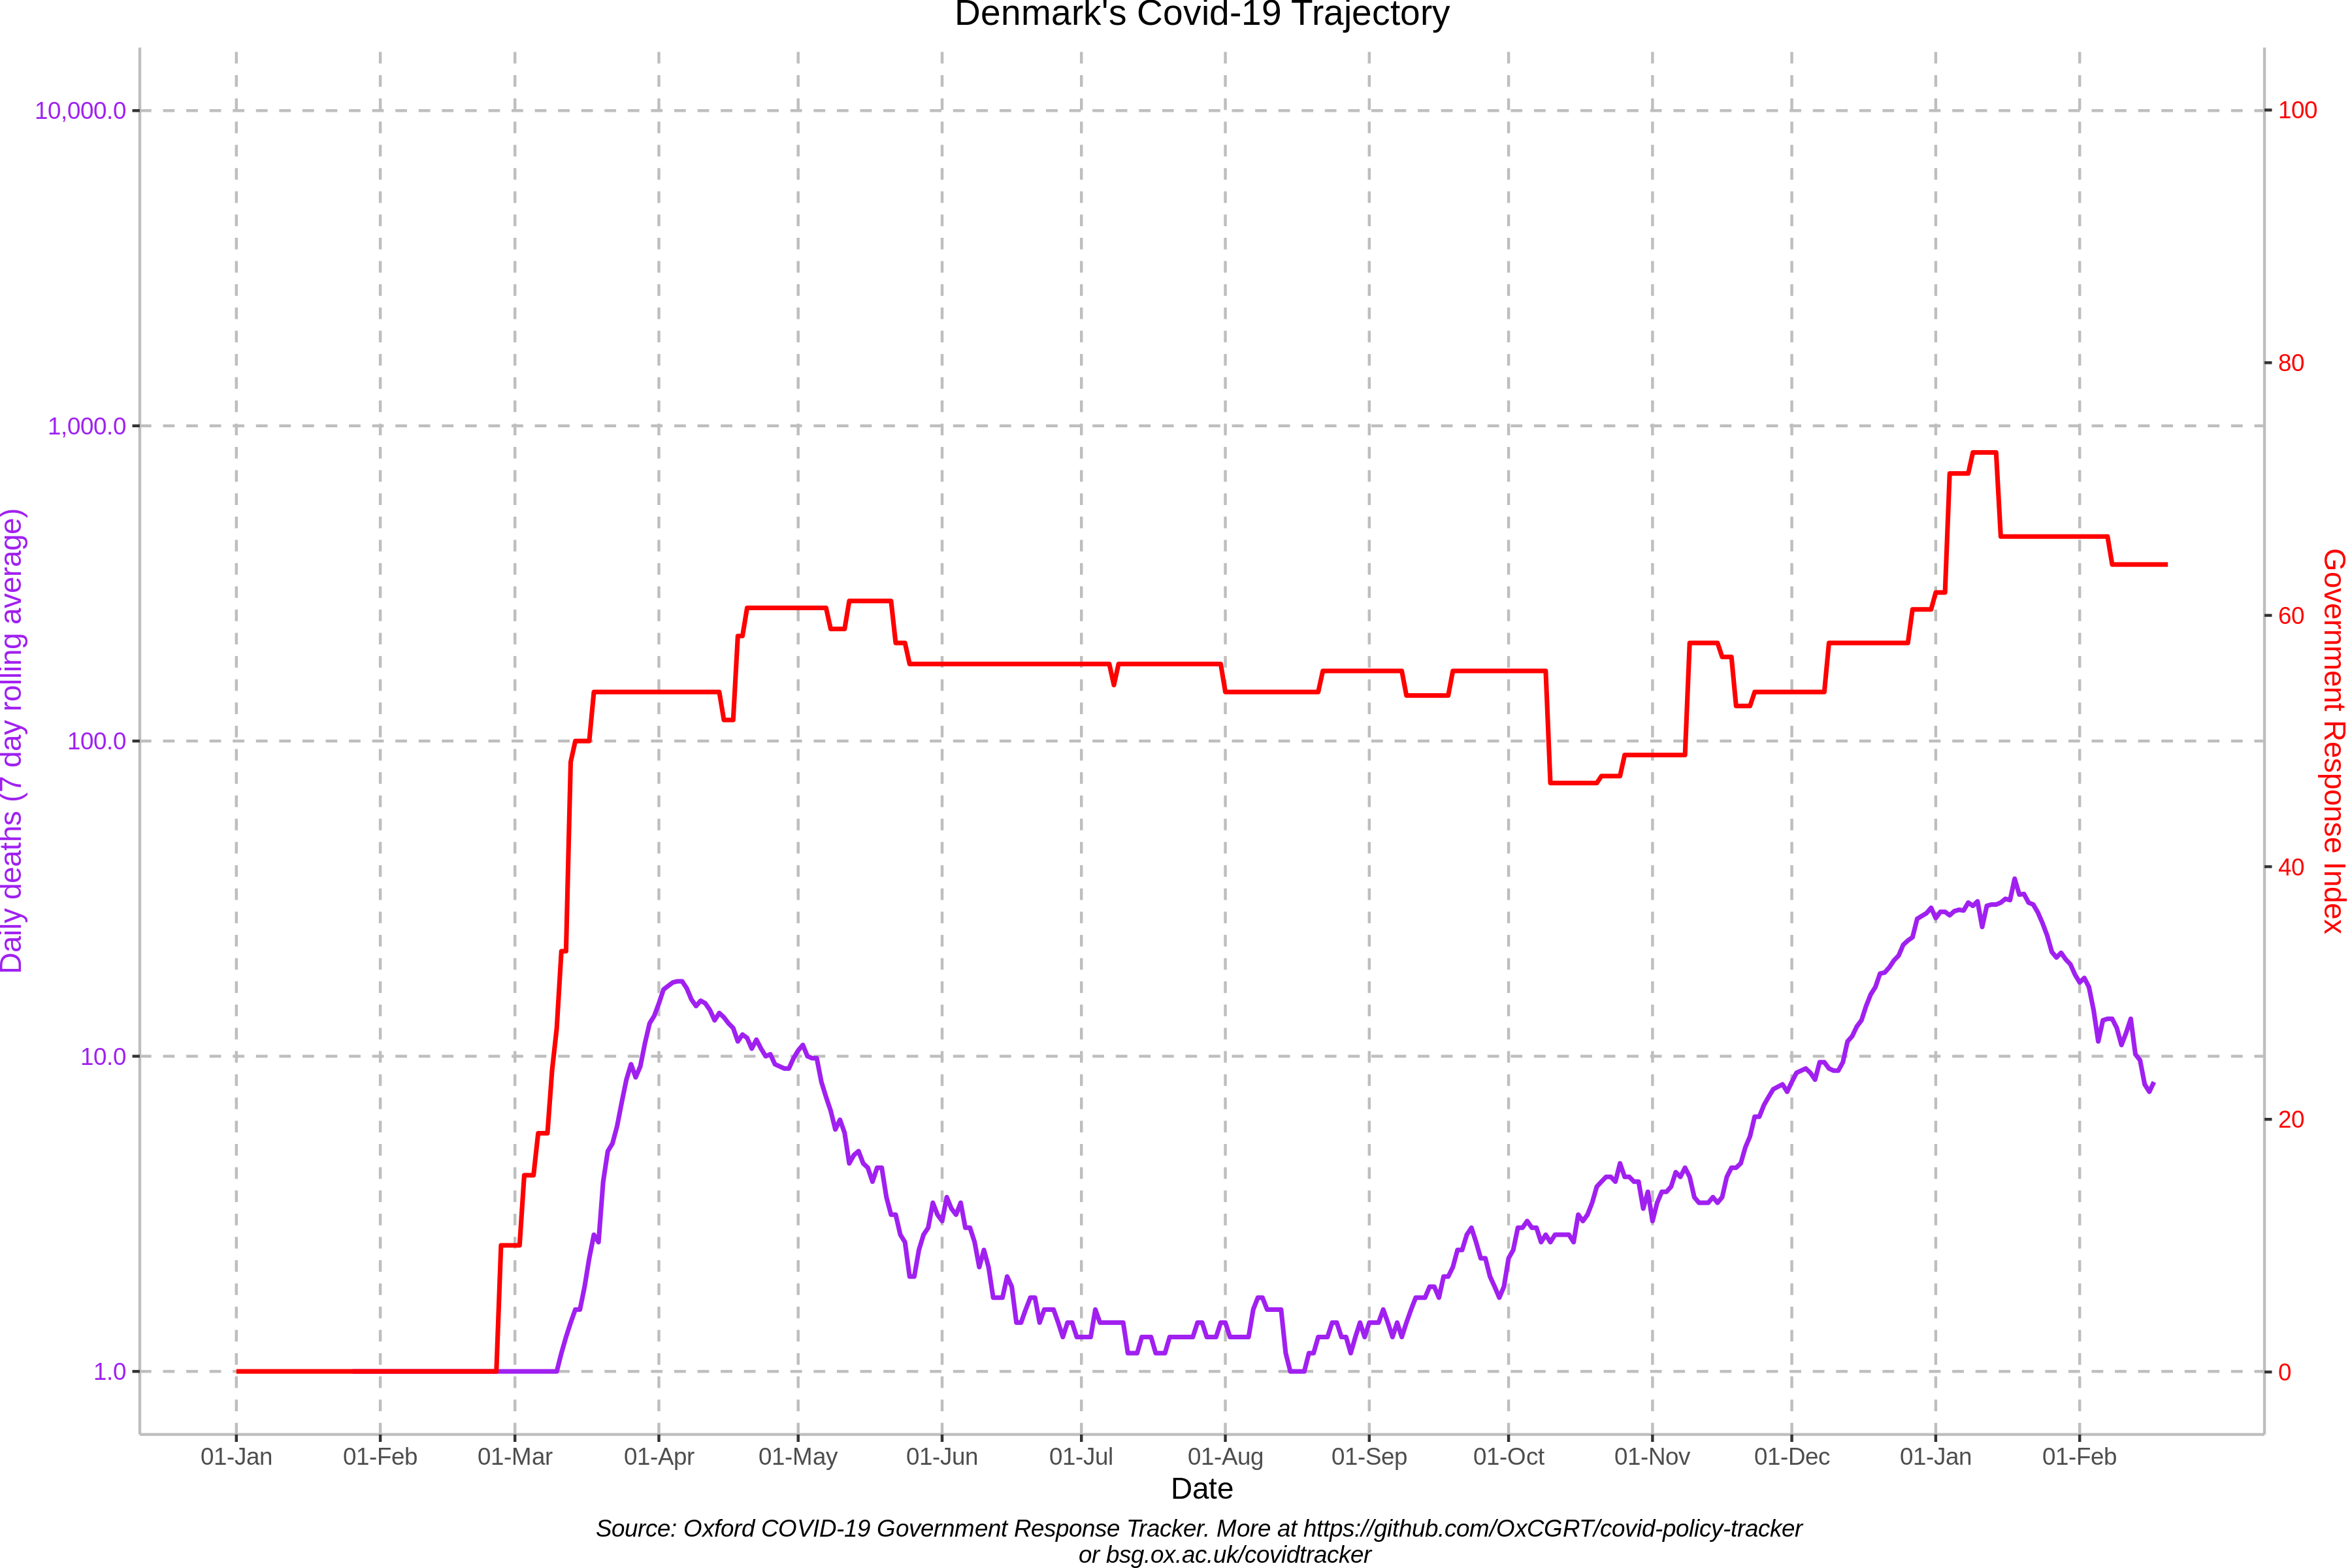 Denmark's Covid-19 Trajectory
10,000.0
1,000.0
100.0
10.0
1.0
Daily deaths (7 day rolling average)
100
80
60
40
20
0
Government Response Index
01-Jan
01-Feb
01-Mar
01-Apr
01-May
01-Jun
01-Jul
01-Aug
01-Sep
01-Oct
01-Nov
01-Dec
01-Jan
01-Feb
Date
Source: Oxford COVID-19 Government Response Tracker. More at https://github.com/OxCGRT/covid-policy-tracker
or bsg.ox.ac.uk/covidtracker